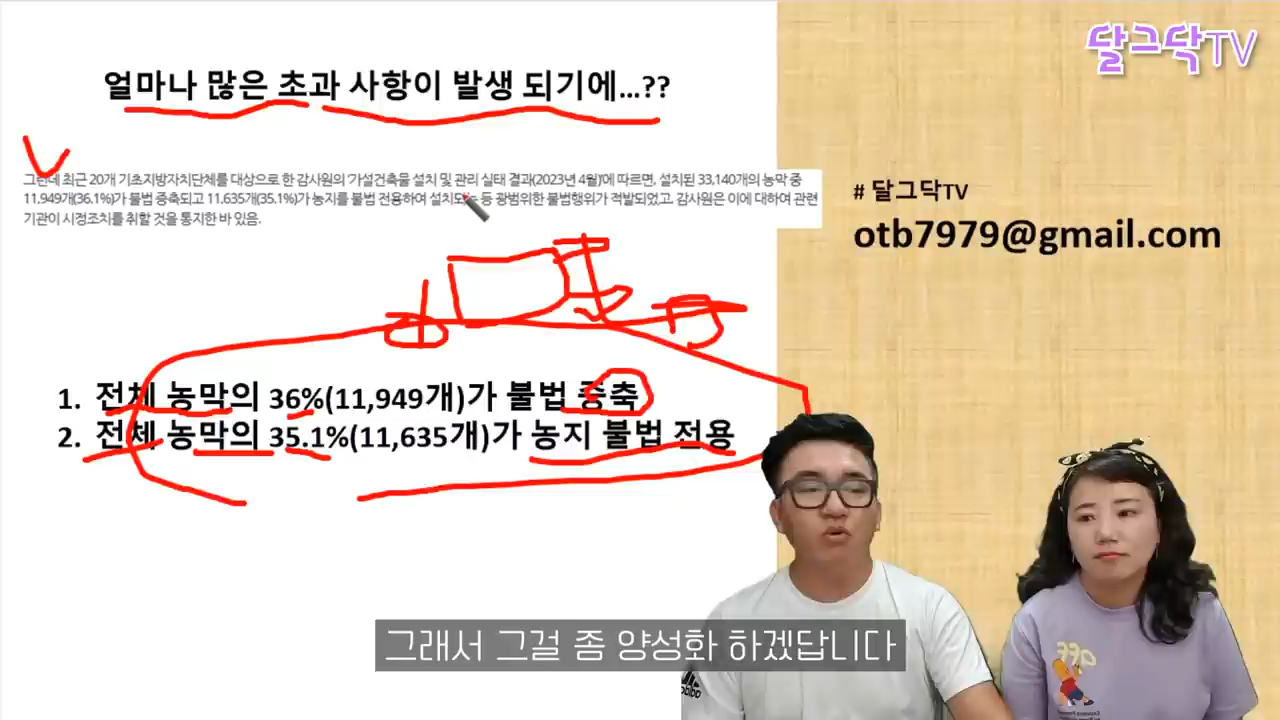 달그닥TV
얼마나 많은 초과 사항이 발생 되기에...??
그런데 최근 20개 기초지방자치단체를 대상으로 한 감사원의 가설건축물 설치 및 관리 실태 결과(2023년 4월)에 따르면, 설치된 33,140개의 농막 중
11,949개(36.1%)가 불법 증축되고 11,635개(35.1%)가 농지를 불법 전용하여 설치되는 등 광범위한 불법행위가 적발되었고, 감사원은 이에 대하여 관련
기관이 시정조치를 취할 것을 통지한 바 있음.
# 달그닥TV
otb7979@gmail.com
1. 전체 농막의 36%(11,949개)가 불법 증축
2. 전체 농막의 35.1%(11,635개)가 농지 불법 전용
그래서 그걸 좀 양성화 하겠답니다
adidas